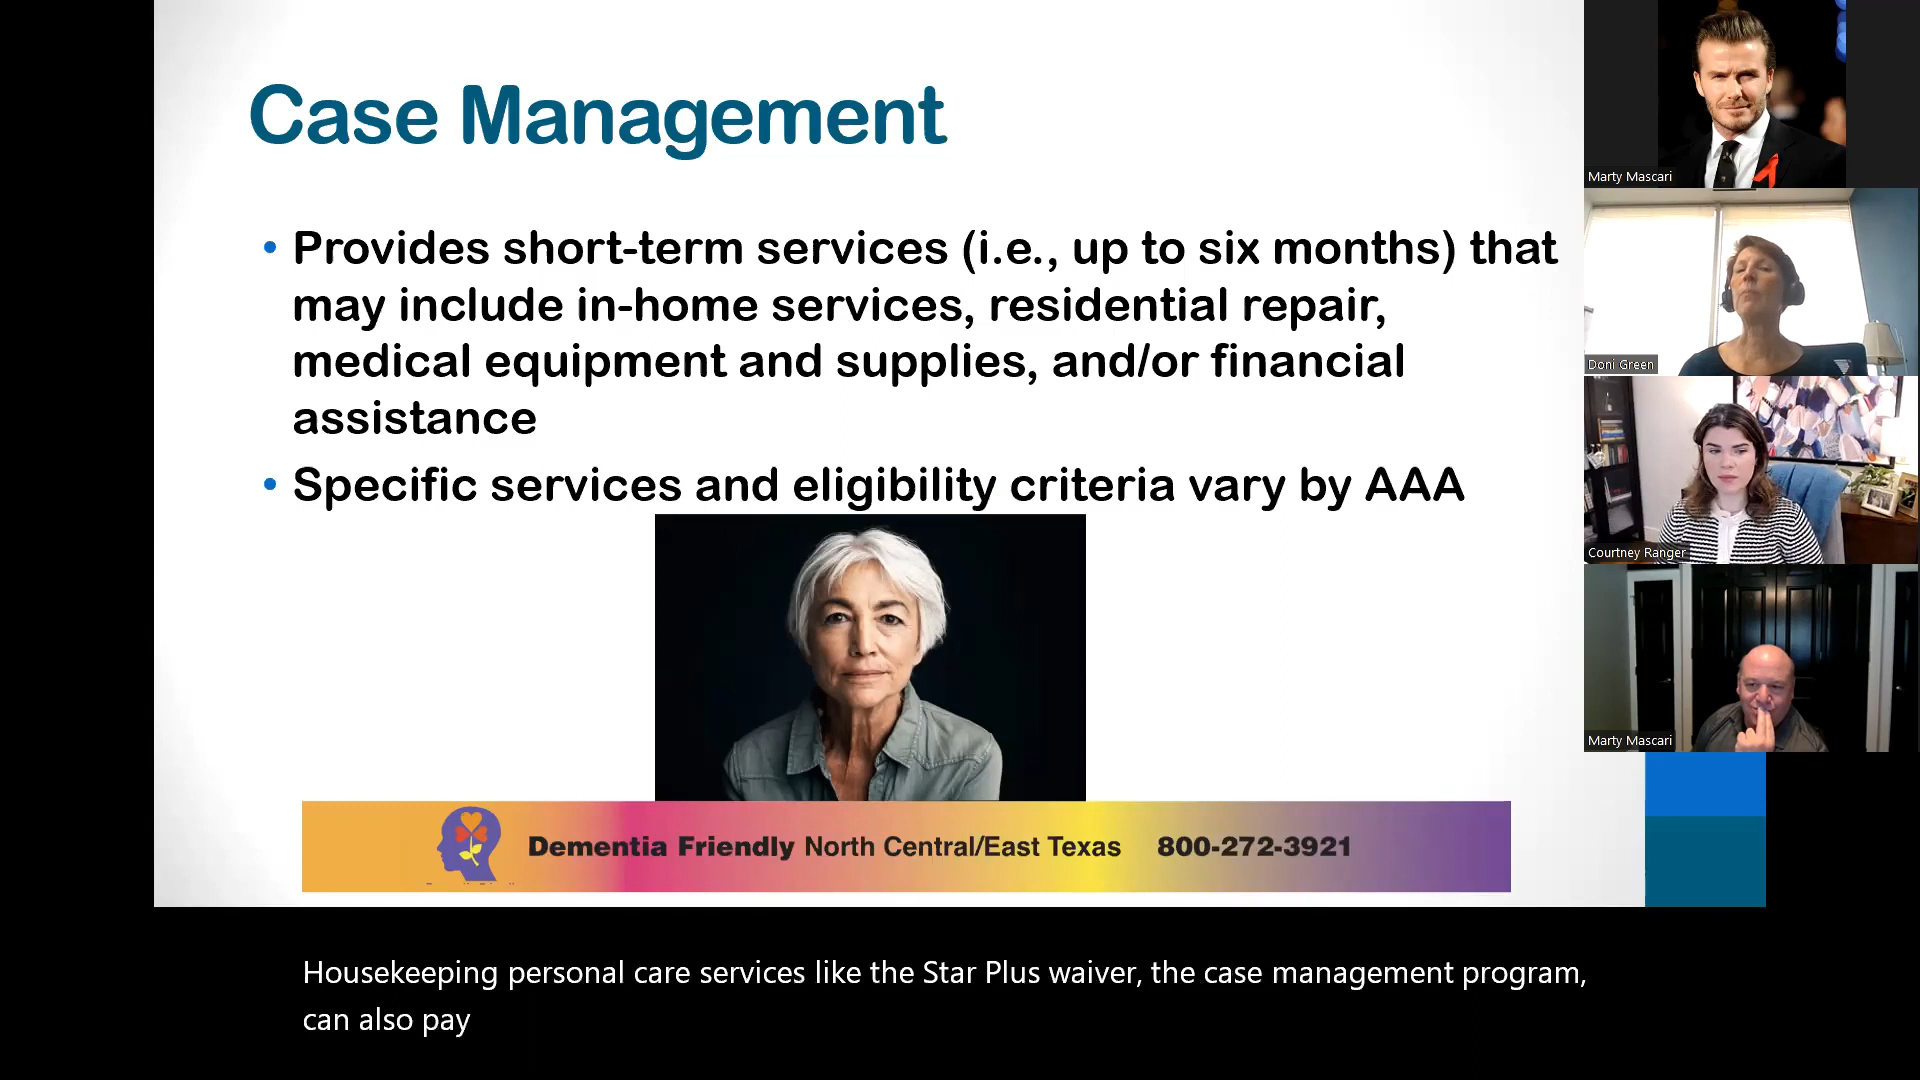 Case Management
• Provides short-term services (i.e., up to six months) that
may include in-home services, residential repair,
medical equipment and supplies, and/or financial
assistance
• Specific services and eligibility criteria vary by AAA
Dementia Friendly North Central/East Texas 800-272-3921
Marty Mascari
Doni Green
Courtney Ranger
Marty Mascari
Housekeeping personal care services like the Star Plus waiver, the case management program,
can also pay